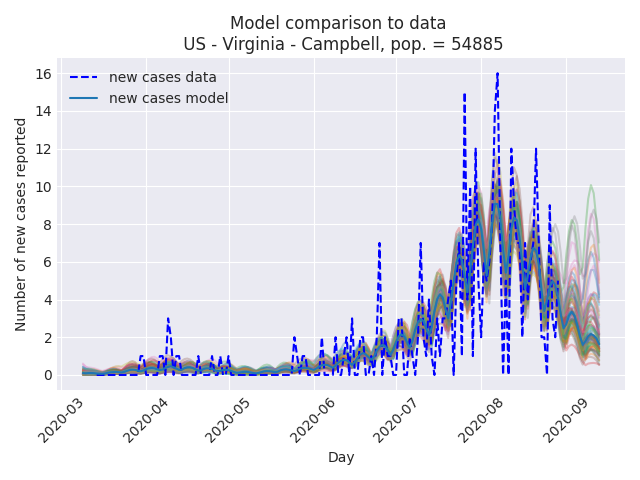 Model comparison to data
US - Virginia - Campbell, pop. = 54885
new cases data
new cases model
Number of new cases reported
16
14
12
10
8
6
4
2
0
2020-03
2020-04
2020-05
2020-06
2020-07
2020-08
2020-09
Day